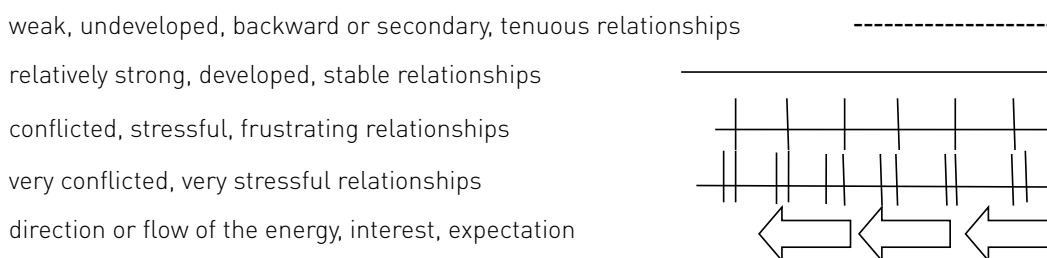 weak, undeveloped, backward or secondary, tenuous relationships
relatively strong, developed, stable relationships
conflicted, stressful, frustrating relationships
very conflicted, very stressful relationships
direction or flow of the energy, interest, expectation